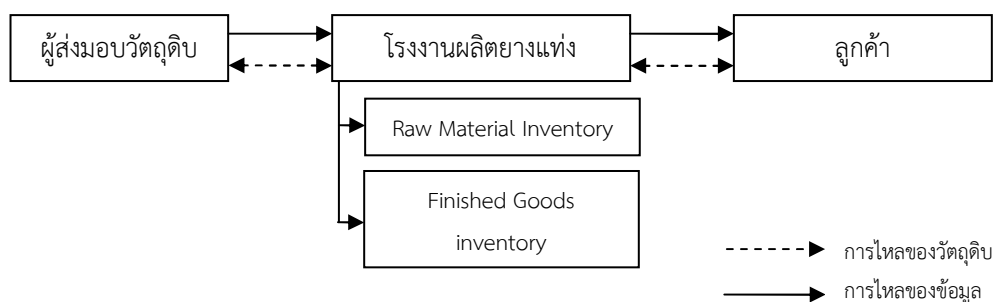 ผู้ส่งมอบวัตถุดิบ
โรงงานผลิตยางแท่ง
ลูกค้า
Raw Material Inventory
Finished Goods
inventory
การไหลของวัตถุดิบ
การไหลของข้อมูล